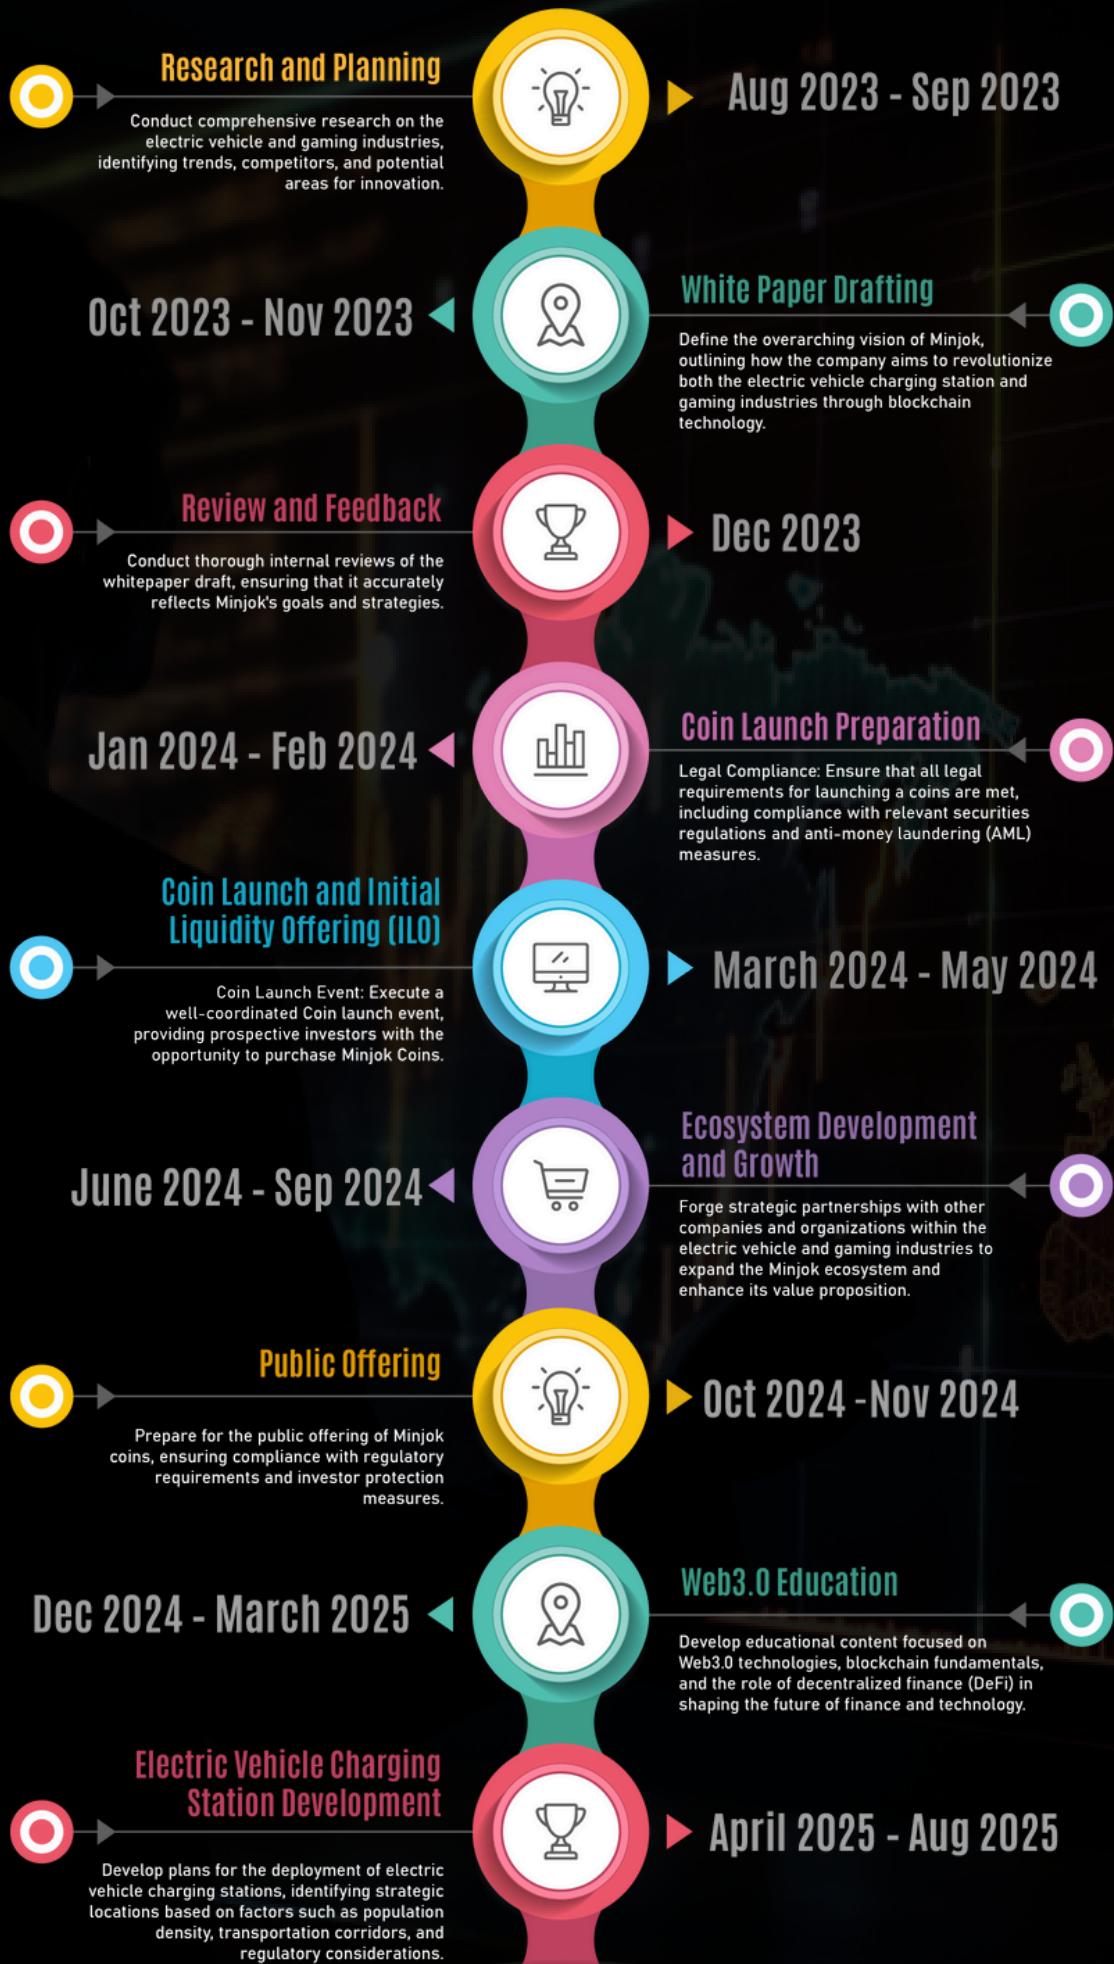 Research and Planning
Aug 2023 - Sep 2023
Conduct comprehensive research on the
electric vehicle and gaming industries,
identifying trends, competitors, and potential
areas for innovation.
Oct 2023 - Nov 2023
White Paper Drafting
Define the overarching vision of Minjok,
outlining how the company aims to revolutionize
both the electric vehicle charging station and
gaming industries through blockchain
technology.
Review and Feedback
Dec 2023
Conduct thorough internal reviews of the
whitepaper draft, ensuring that it accurately
reflects Minjok's goals and strategies.
Jan 2024 - Feb 2024
Coin Launch Preparation
Legal Compliance: Ensure that all legal
requirements for launching a coins are met,
including compliance with relevant securities
regulations and anti-money laundering (AML)
measures.
Coin Launch and Initial
Liquidity Offering (ILO)
March 2024 - May 2024
Coin Launch Event: Execute a
well-coordinated Coin launch event,
providing prospective investors with the
opportunity to purchase Minjok Coins.
June 2024 - Sep 2024
Ecosystem Development
and Growth
Forge strategic partnerships with other
companies and organizations within the
electric vehicle and gaming industries to
expand the Minjok ecosystem and
enhance its value proposition.
Public Offering
Oct 2024 -Nov 2024
Prepare for the public offering of Minjok
coins, ensuring compliance with regulatory
requirements and investor protection
measures.
Dec 2024 - March 2025
Web3.0 Education
Develop educational content focused on
Web3.0 technologies, blockchain fundamentals,
and the role of decentralized finance (DeFi) in
shaping the future of finance and technology.
Electric Vehicle Charging
Station Development
April 2025 - Aug 2025
Develop plans for the deployment of electric
vehicle charging stations, identifying strategic
locations based on factors such as population
density, transportation corridors, and
regulatory considerations.